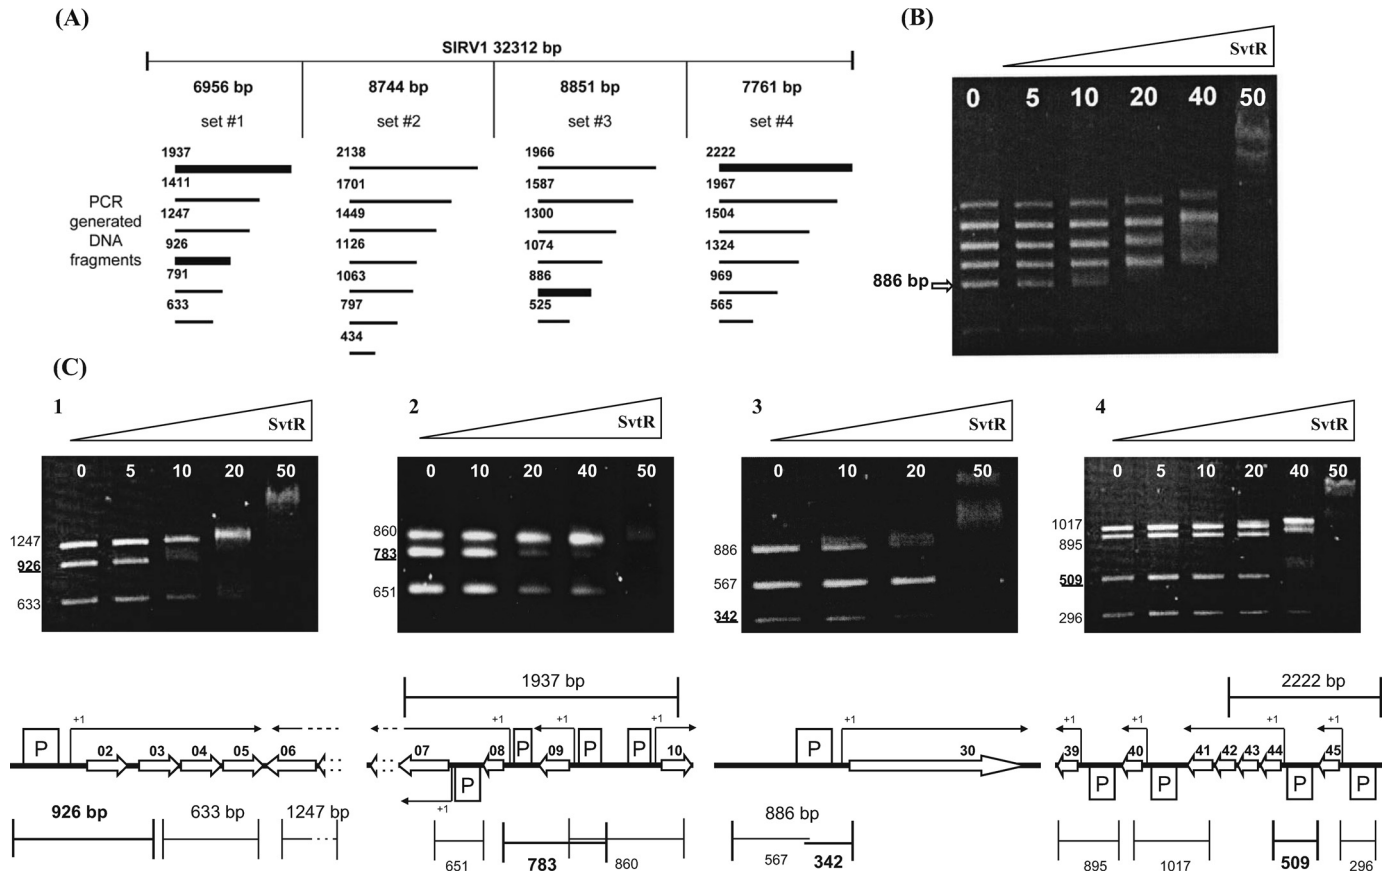 (A)
SIRV1 32312 bp
6956 bp
8744 bp
8851 bp
7761 bp
set #1
set #2
set #3
set #4
PCR
generated
DNA
fragments
1937
1411
1247
926
791
633
2138
1701
1449
1126
1063
797
434
1966
1587
1300
1074
886
525
2222
1967
1504
1324
969
565
(B)
SvtR
0 5 10 20 40 50
886 bp
(C)
1
SvtR
0 5 10 20 50
1247
926
633
2
SvtR
0 10 20 40 50
860
783
651
3
SvtR
0 10 20 50
886
567
342
4
SvtR
0 5 10 20 40 50
1017
895
509
296
P
+1
02 03 04 05 06
926 bp
633 bp
1247 bp
1937 bp
+1 +1 +1
07 08 P 09 P P 10
P
+1
651
783
860
P
+1
30
886 bp
567
342
2222 bp
+1 +1 +1 +1
39 40 41 42 43 44 45
P P P P
895
1017
509
296